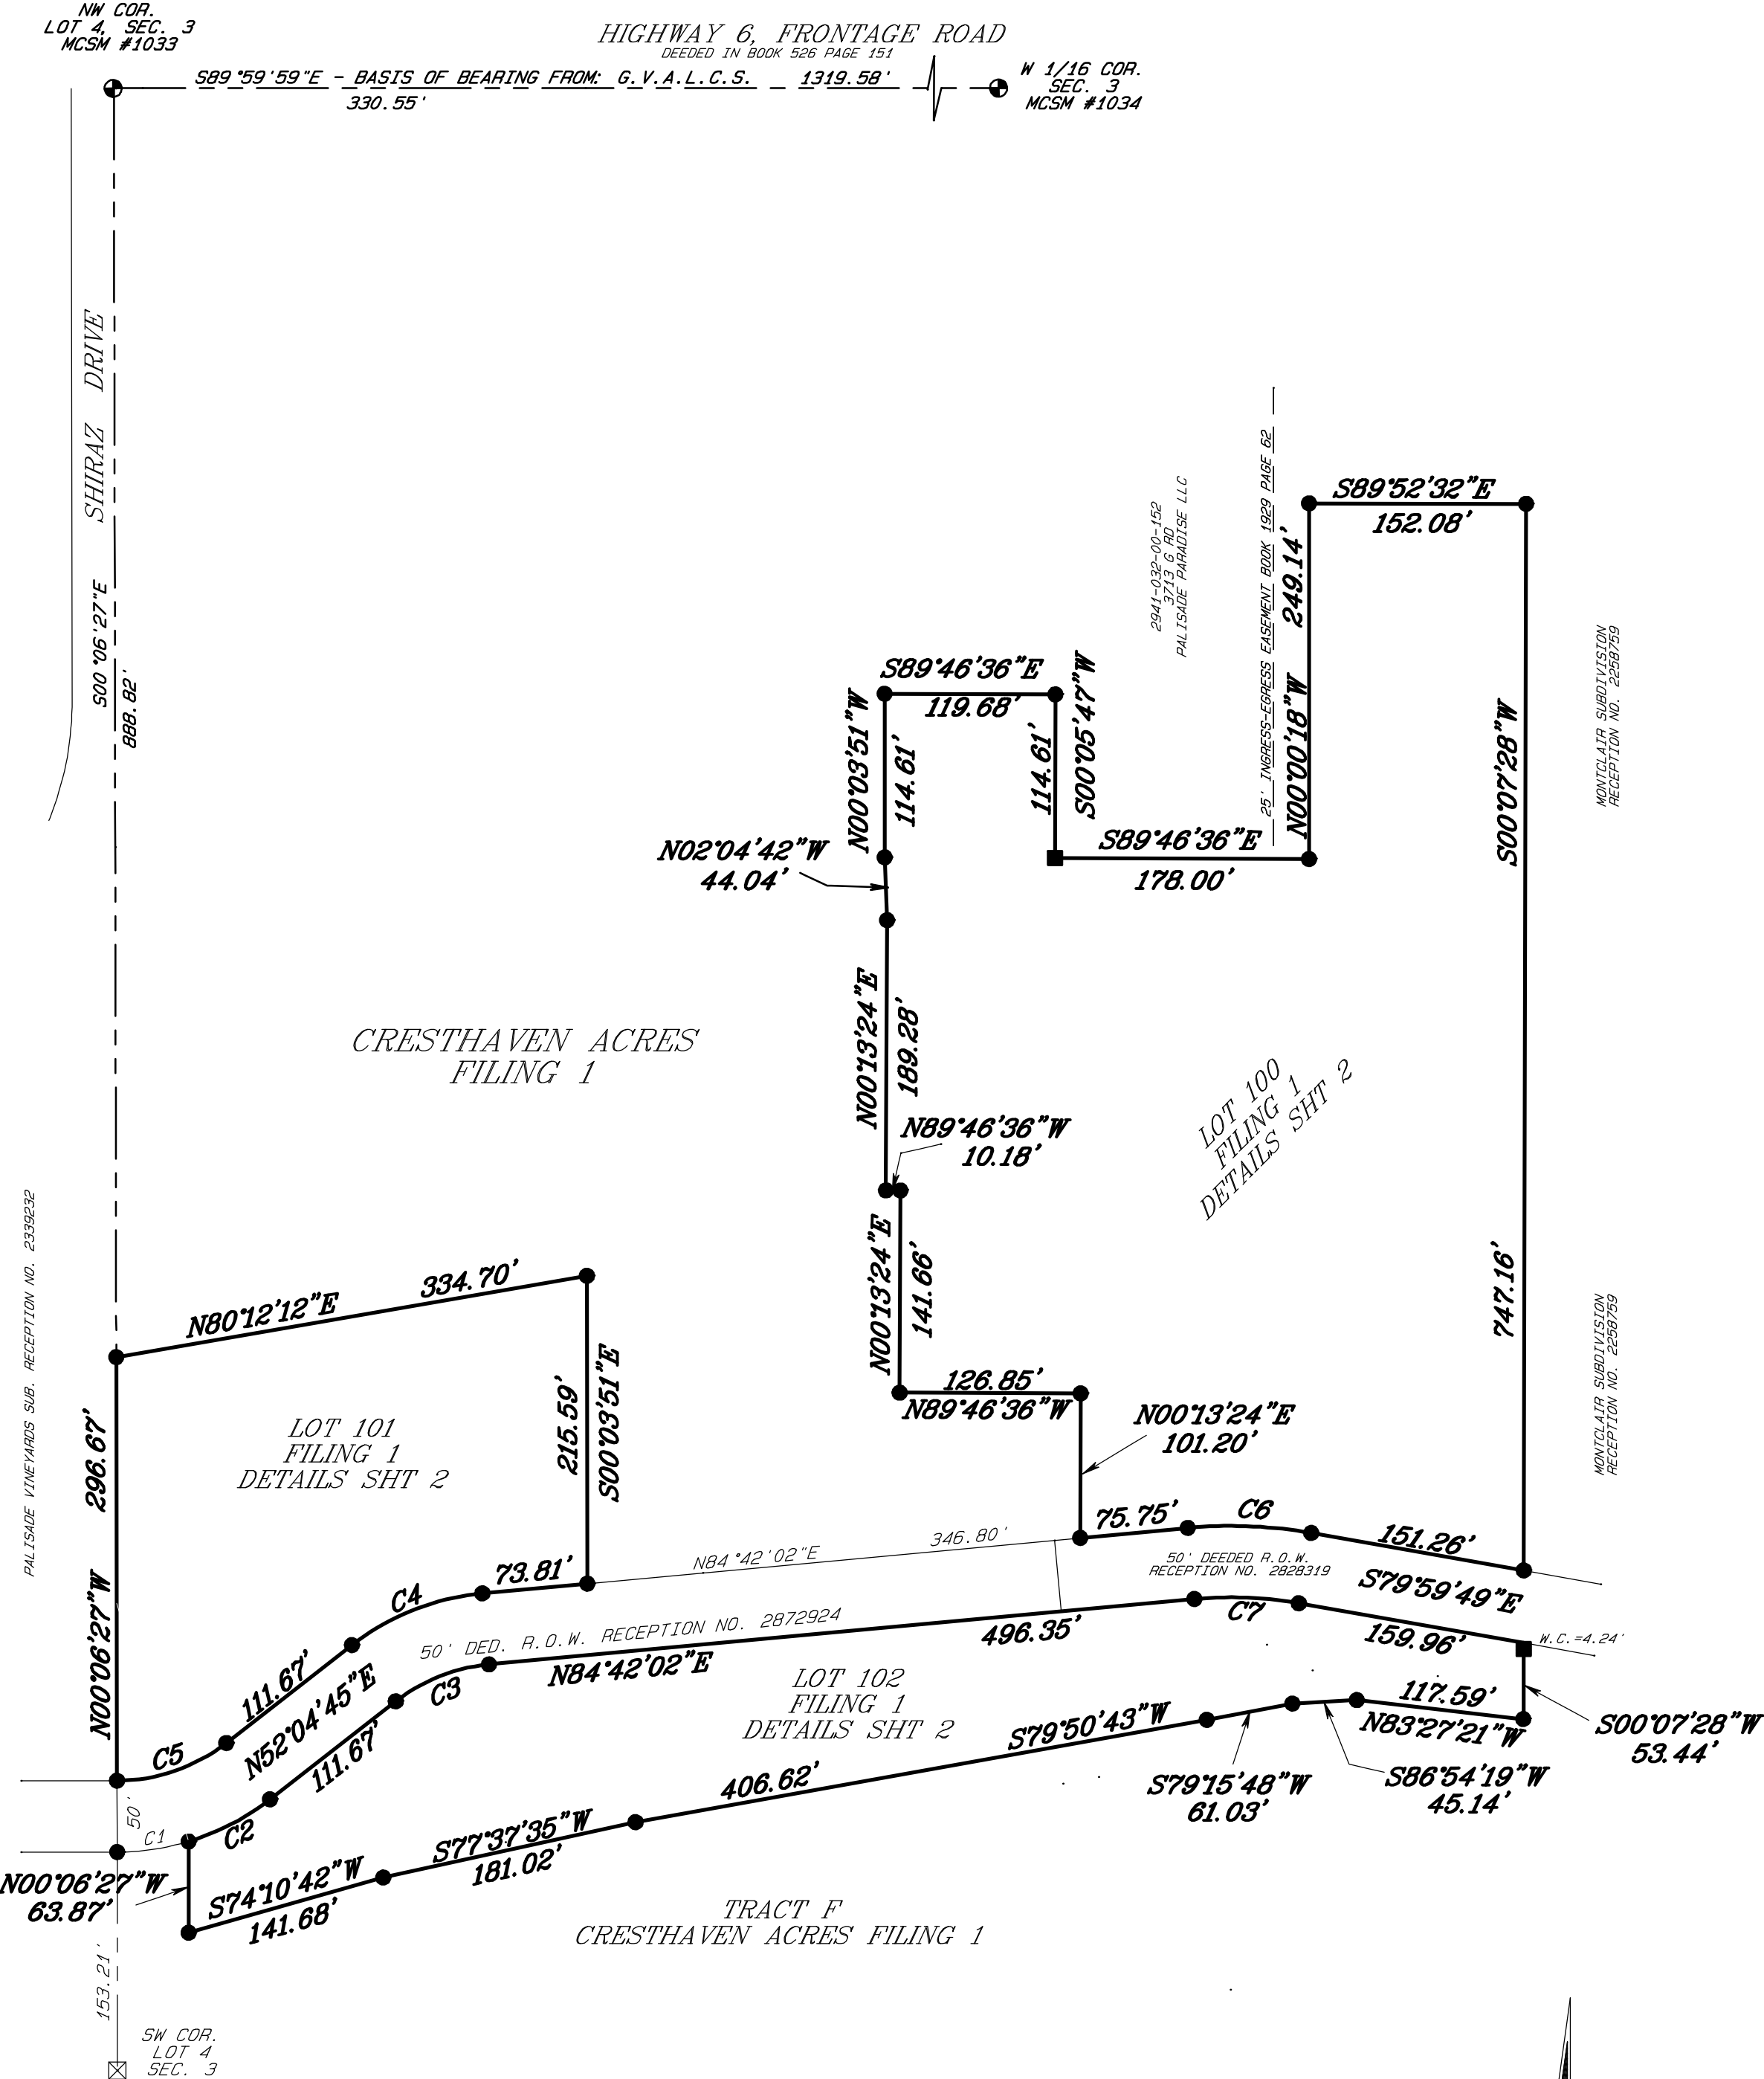 NW COR.
LOT 4, SEC. 3
MCSM #1033
HIGHWAY 6, FRONTAGE ROAD
DEEDED IN BOOK 526 PAGE 151
S89°59'59"E - BASIS OF BEARING FROM: G.V.A.L.C.S. 1319.58'
330.55'
W 1/16 COR.
SEC. 3
MCSM #1034
SHIRAZ DRIVE
S00°06'27"E
888.82'
2941-032-00-152
3713 G RD
PALISADE PARADISE LLC
25' INGRESS-EGRESS EASEMENT BOOK 1929 PAGE 62
S89°52'32"E
152.08'
249.14'
N00°00'18"W
S89°46'36"E
119.68'
N00°03'51"W
114.61'
114.61'
S00°05'47"W
S89°46'36"E
178.00'
N02°04'42"W
44.04'
S00°07'28"W
747.16'
MONTCLAIR SUBDIVISION
RECEPTION NO. 2258759
CRESTHAVEN ACRES
FILING 1
N00°13'24"E
189.28'
N89°46'36"W
10.18'
LOT 100
FILING 1
DETAILS SHT 2
N00°13'24"E
141.66'
126.85'
N89°46'36"W
N00°13'24"E
101.20'
MONTCLAIR SUBDIVISION
RECEPTION NO. 2258759
PALISADE VINEYARDS SUB. RECEPTION NO. 2339232
N80°12'12"E
334.70'
296.67'
N00°06'27"W
LOT 101
FILING 1
DETAILS SHT 2
215.59'
S00°03'51"E
73.81'
C4
111.67'
C5
N52°04'45"E
111.67'
C3
C2
C1
50'
N84°42'02"E
346.80'
75.75'
C6
151.26'
50' DEEDED R.O.W.
RECEPTION NO. 2828319
S79°59'49"E
C7
159.96'
W.C.=4.24'
50' DED. R.O.W. RECEPTION NO. 2872924
496.35'
N84°42'02"E
LOT 102
FILING 1
DETAILS SHT 2
117.59'
N83°27'21"W
S00°07'28"W
53.44'
S86°54'19"W
45.14'
S79°15'48"W
61.03'
S79°50'43"W
406.62'
S77°37'35"W
181.02'
S74°10'42"W
141.68'
N00°06'27"W
63.87'
TRACT F
CRESTHAVEN ACRES FILING 1
153.21'
SW COR.
LOT 4
SEC. 3